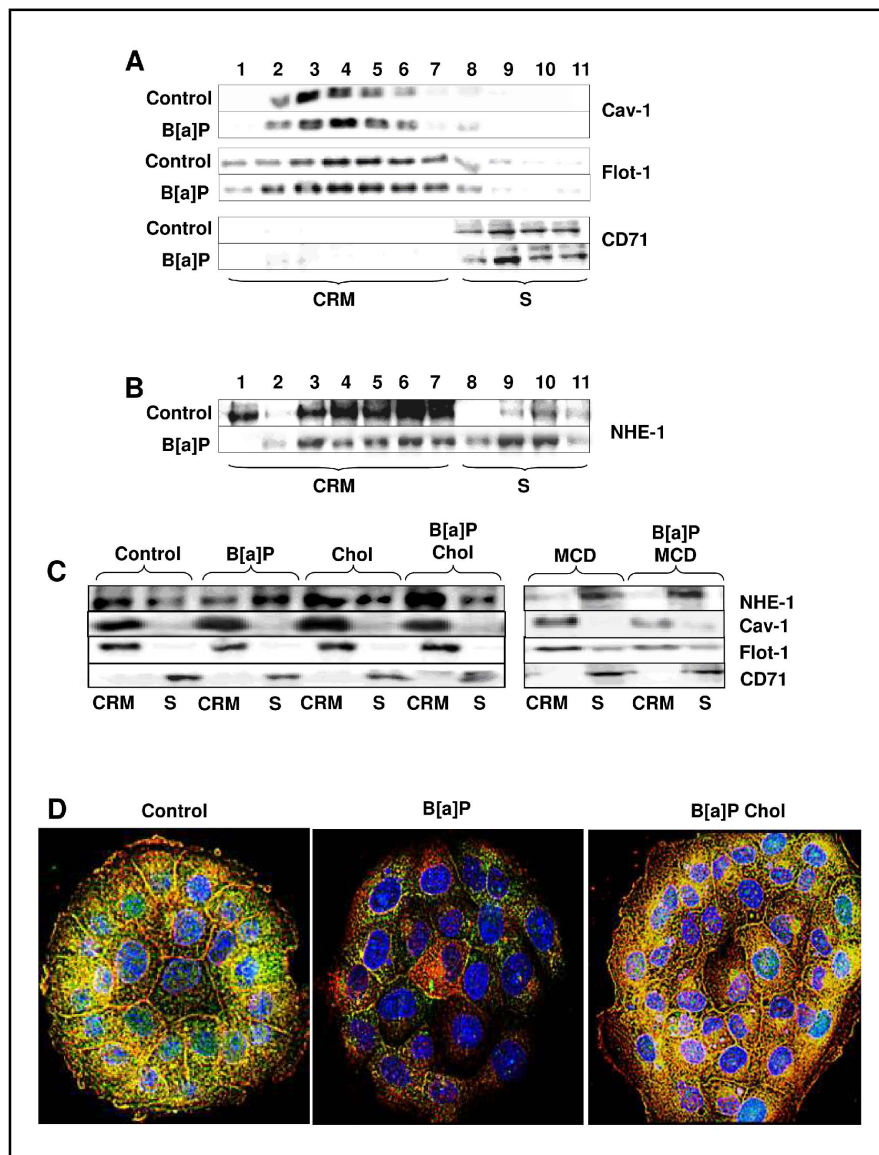 A
1 2 3 4 5 6 7 8 9 10 11
Control
B[a]P
Cav-1
Control
B[a]P
Flot-1
Control
B[a]P
CD71
CRM S
B
1 2 3 4 5 6 7 8 9 10 11
Control
B[a]P
NHE-1
CRM S
C
Control B[a]P Chol B[a]P Chol MCD B[a]P MCD
NHE-1
Cav-1
Flot-1
CD71
CRM S CRM S CRM S CRM S CRM S CRM S
D
Control B[a]P B[a]P Chol